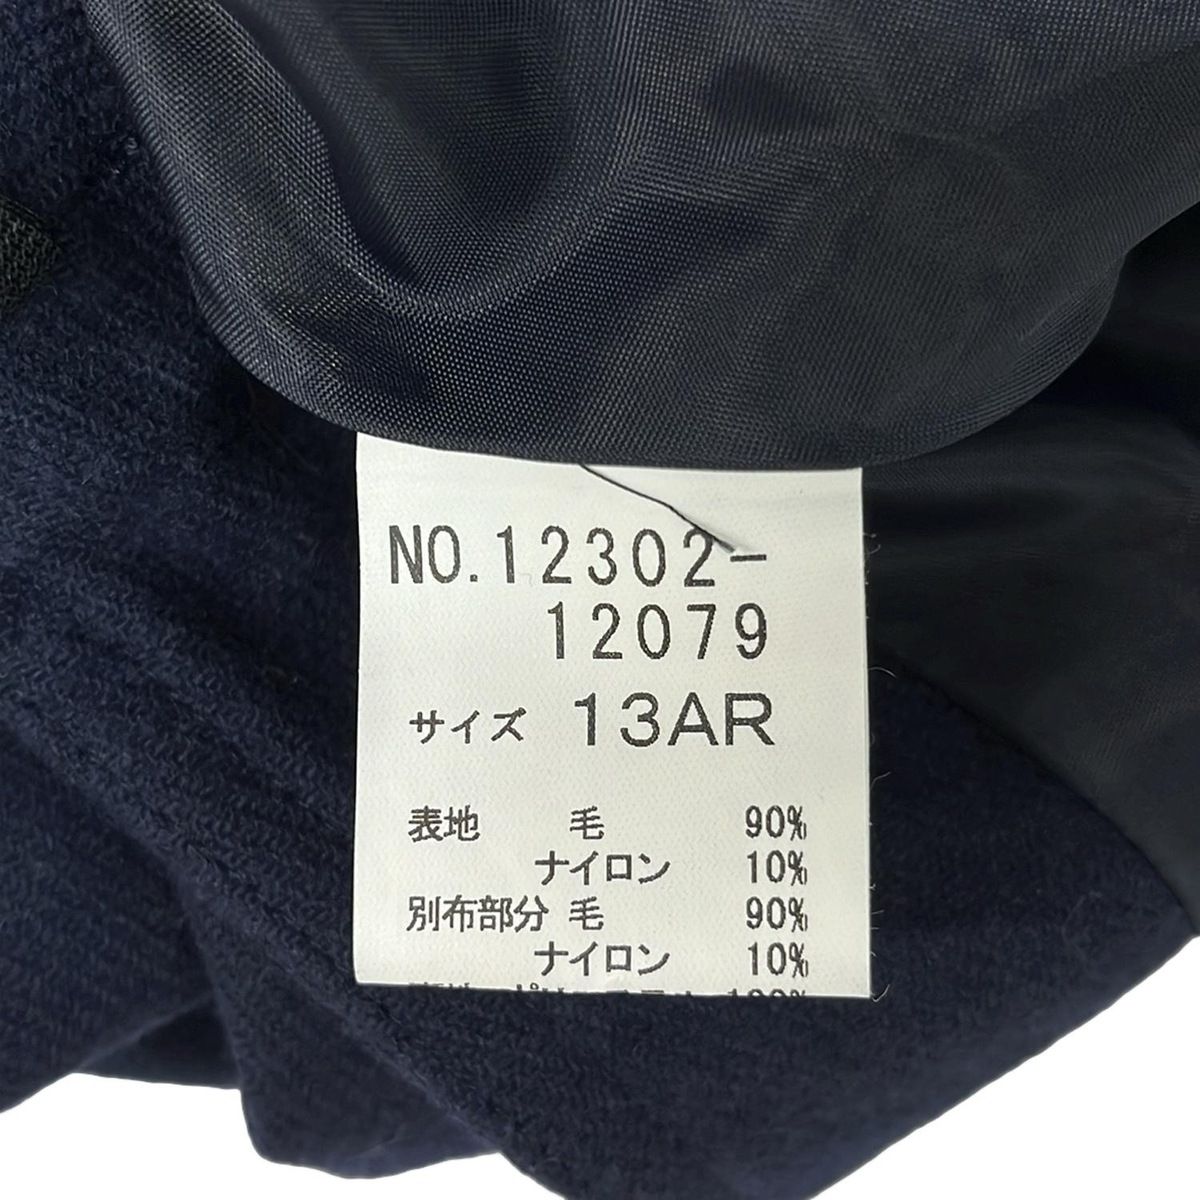 NO.12302-
12079
サイズ 13AR
表地 毛 90%
ナイロン 10%
別布部分 毛 90%
ナイロン 10%